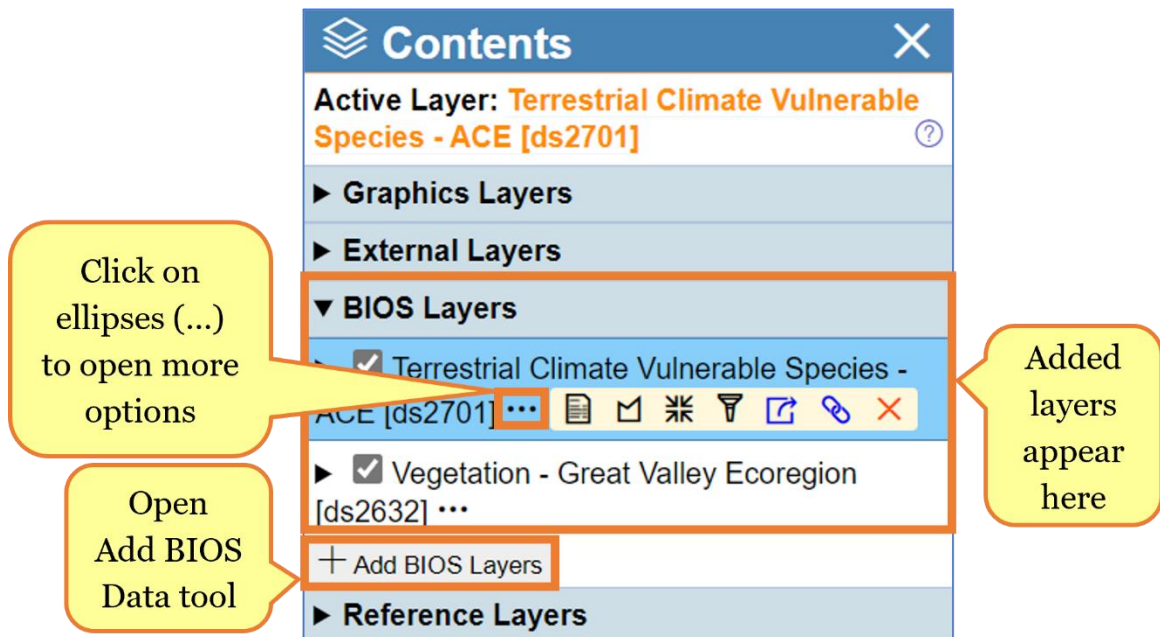 Contents
Active Layer: Terrestrial Climate Vulnerable
Species - ACE [ds2701]
?
Graphics Layers
External Layers
BIOS Layers
Terrestrial Climate Vulnerable Species -
ACE [ds2701] ...
Vegetation - Great Valley Ecoregion
[ds2632] ...
+ Add BIOS Layers
Reference Layers
Click on
ellipses (...)
to open more
options
Open
Add BIOS
Data tool
Added
layers
appear
here